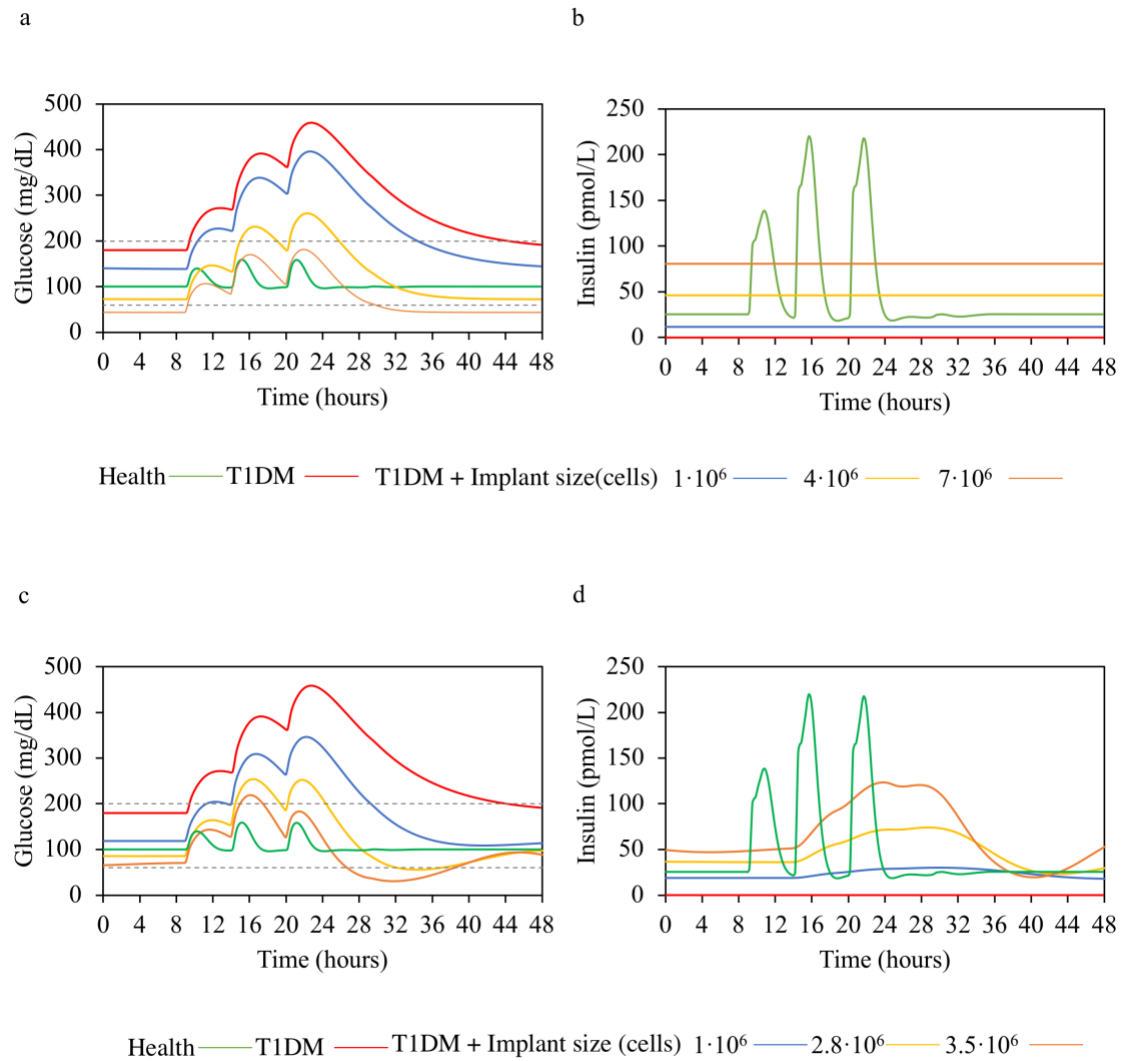 a b
500
400
300
200
100
0
Glucose (mg/dL)
0 4 8 12 16 20 24 28 32 36 40 44 48
Time (hours)
250
200
150
100
50
0
Insulin (pmol/L)
0 4 8 12 16 20 24 28 32 36 40 44 48
Time (hours)
Health T1DM T1DM + Implant size(cells) 1·10⁶ 4·10⁶ 7·10⁶
c d
500
400
300
200
100
0
Glucose (mg/dL)
0 4 8 12 16 20 24 28 32 36 40 44 48
Time (hours)
250
200
150
100
50
0
Insulin (pmol/L)
0 4 8 12 16 20 24 28 32 36 40 44 48
Time (hours)
Health T1DM T1DM + Implant size (cells) 1·10⁶ 2.8·10⁶ 3.5·10⁶